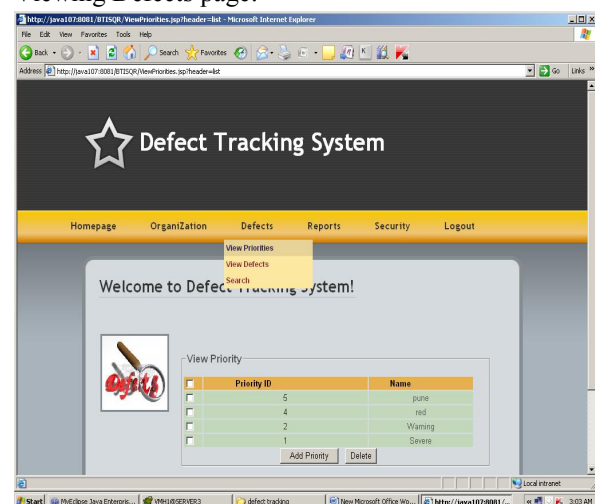 Viewing Defects page:
http://java107:8081/BTISQR/ViewPriorities.jsp?header=list - Microsoft Internet Explorer
File Edit View Favorites Tools Help
Back Search Favorites
Address http://java107:8081/BTISQR/ViewPriorities.jsp?header=list Go Links »
Defect Tracking System
Homepage OrganiZation Defects Reports Security Logout
View Priorities
View Defects
Search
Welcome to Defect Tracking System!
Defects
View Priority
Priority ID Name
5 pune
4 red
2 Warning
1 Severe
Add Priority Delete
Local intranet
Start MyEclipse Java Enterpris... VMH1@SERVER3 defect tracking New Microsoft Office Wo... http://java107:8081/... « 3:03 AM